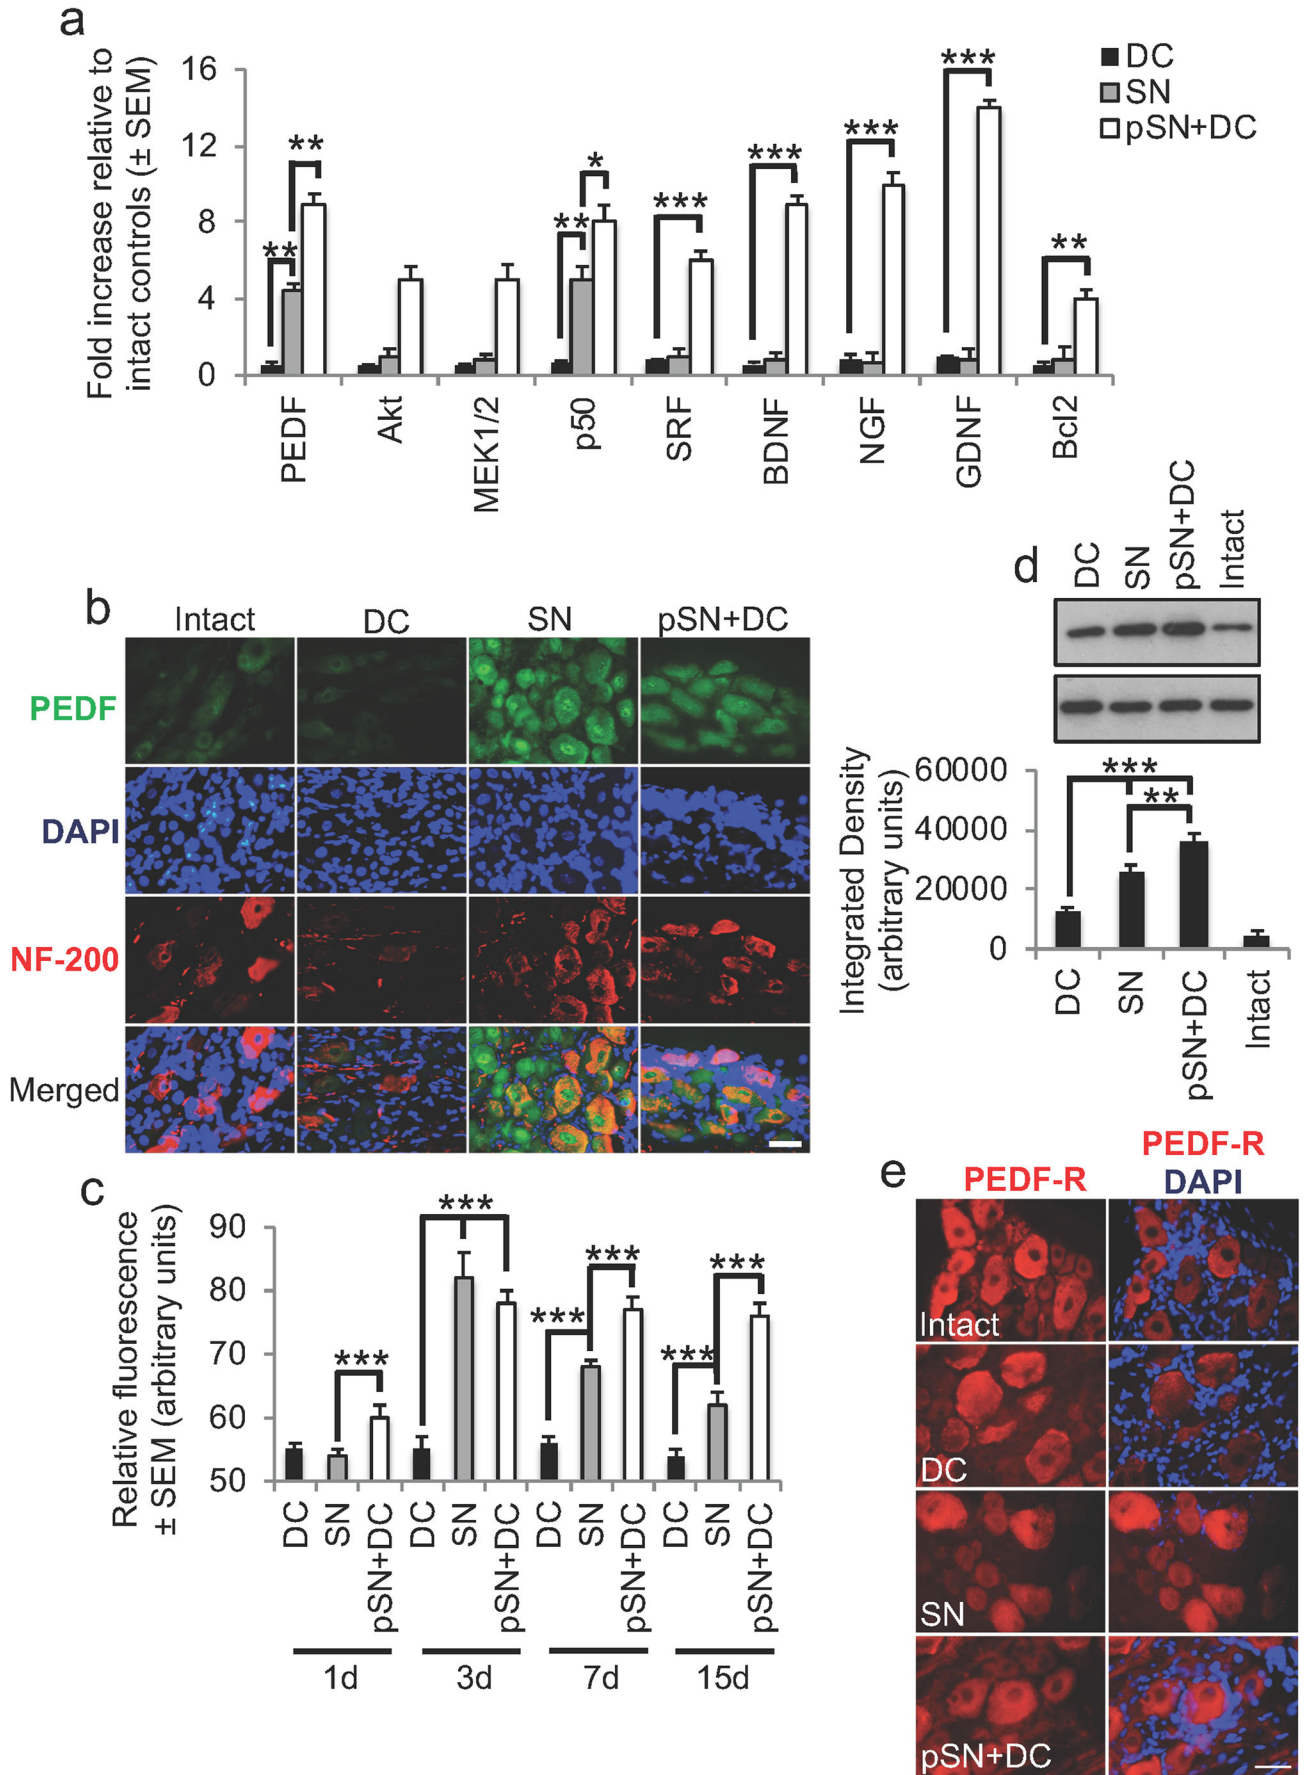 a
Fold increase relative to
intact controls (± SEM)
16
12
8
4
0
DC
SN
pSN+DC
**
**
**
*
***
***
***
***
**
PEDF
Akt
MEK1/2
p50
SRF
BDNF
NGF
GDNF
Bcl2
b
Intact
DC
SN
pSN+DC
PEDF
DAPI
NF-200
Merged
c
Relative fluorescence
± SEM (arbitrary units)
90
80
70
60
50
***
***
***
***
***
***
DC
SN
pSN+DC
DC
SN
pSN+DC
DC
SN
pSN+DC
DC
SN
pSN+DC
1d
3d
7d
15d
d
DC
SN
pSN+DC
Intact
Integrated Density
(arbitrary units)
60000
40000
20000
0
***
**
DC
SN
pSN+DC
Intact
e
PEDF-R
PEDF-R
DAPI
Intact
DC
SN
pSN+DC